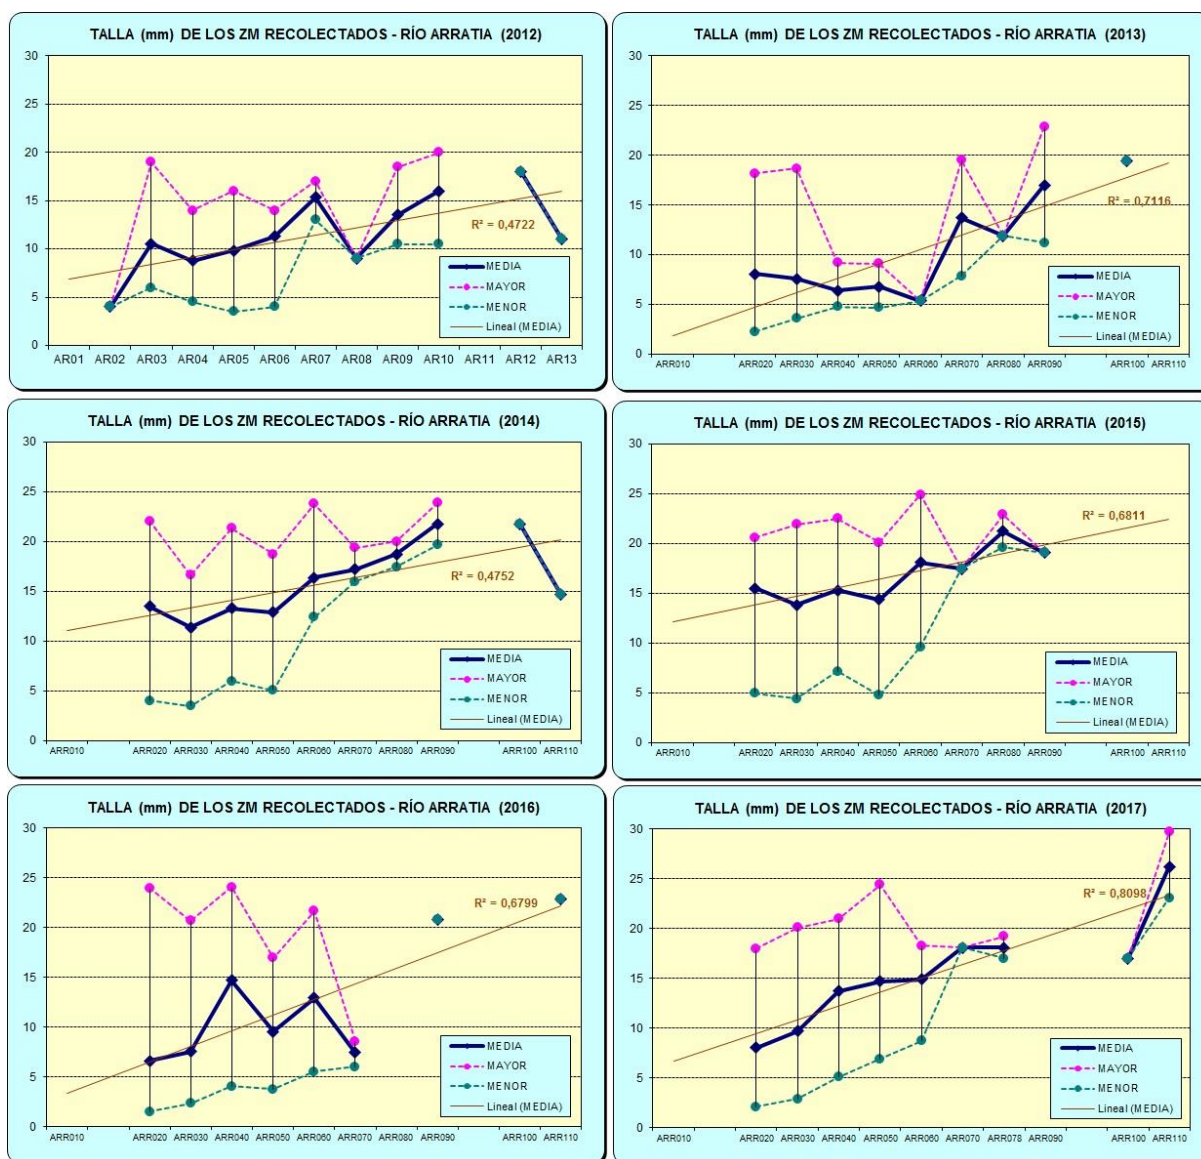 TALLA (mm) DE LOS ZM RECOLECTADOS - RÍO ARRATIA (2012)
30
25
20
15
10
5
0
R² = 0,4722
MEDIA
MAYOR
MENOR
Lineal (MEDIA)
AR01 AR02 AR03 AR04 AR05 AR06 AR07 AR08 AR09 AR10 AR11 AR12 AR13
TALLA (mm) DE LOS ZM RECOLECTADOS - RÍO ARRATIA (2013)
30
25
20
15
10
5
0
R² = 0,7116
MEDIA
MAYOR
MENOR
Lineal (MEDIA)
ARR010 ARR020 ARR030 ARR040 ARR050 ARR060 ARR070 ARR078 ARR090 ARR100 ARR110
TALLA (mm) DE LOS ZM RECOLECTADOS - RÍO ARRATIA (2014)
30
25
20
15
10
5
0
R² = 0,4752
MEDIA
MAYOR
MENOR
Lineal (MEDIA)
ARR010 ARR020 ARR030 ARR040 ARR050 ARR060 ARR070 ARR080 ARR090 ARR100 ARR110
TALLA (mm) DE LOS ZM RECOLECTADOS - RÍO ARRATIA (2015)
30
25
20
15
10
5
0
R² = 0,6811
MEDIA
MAYOR
MENOR
Lineal (MEDIA)
ARR010 ARR020 ARR030 ARR040 ARR050 ARR060 ARR070 ARR080 ARR090 ARR100 ARR110
TALLA (mm) DE LOS ZM RECOLECTADOS - RÍO ARRATIA (2016)
30
25
20
15
10
5
0
R² = 0,6799
MEDIA
MAYOR
MENOR
Lineal (MEDIA)
ARR010 ARR020 ARR030 ARR040 ARR050 ARR060 ARR070 ARR080 ARR090 ARR100 ARR110
TALLA (mm) DE LOS ZM RECOLECTADOS - RÍO ARRATIA (2017)
30
25
20
15
10
5
0
R² = 0,8098
MEDIA
MAYOR
MENOR
Lineal (MEDIA)
ARR010 ARR020 ARR030 ARR040 ARR050 ARR060 ARR070 ARR078 ARR090 ARR100 ARR110